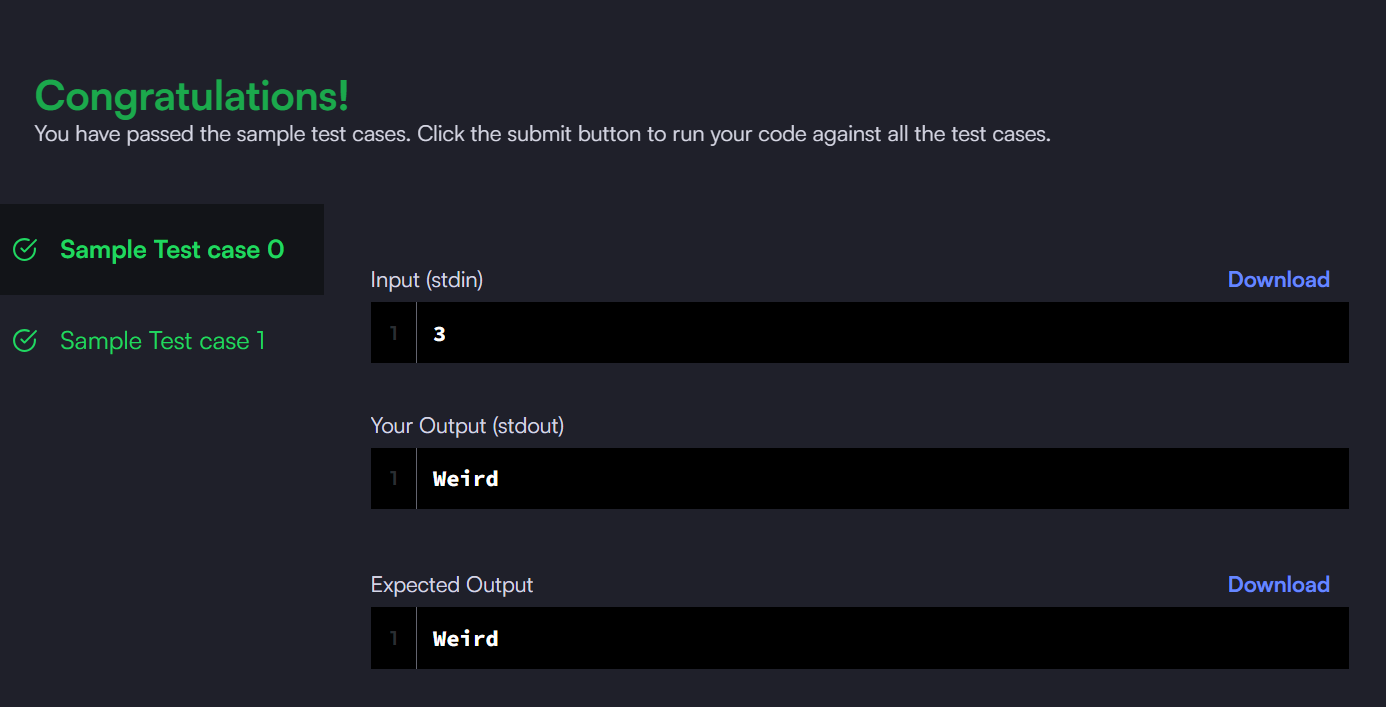 Congratulations!
You have passed the sample test cases. Click the submit button to run your code against all the test cases.
Sample Test case 0
Sample Test case 1
Input (stdin)
Download
1
3
Your Output (stdout)
1
Weird
Expected Output
Download
1
Weird